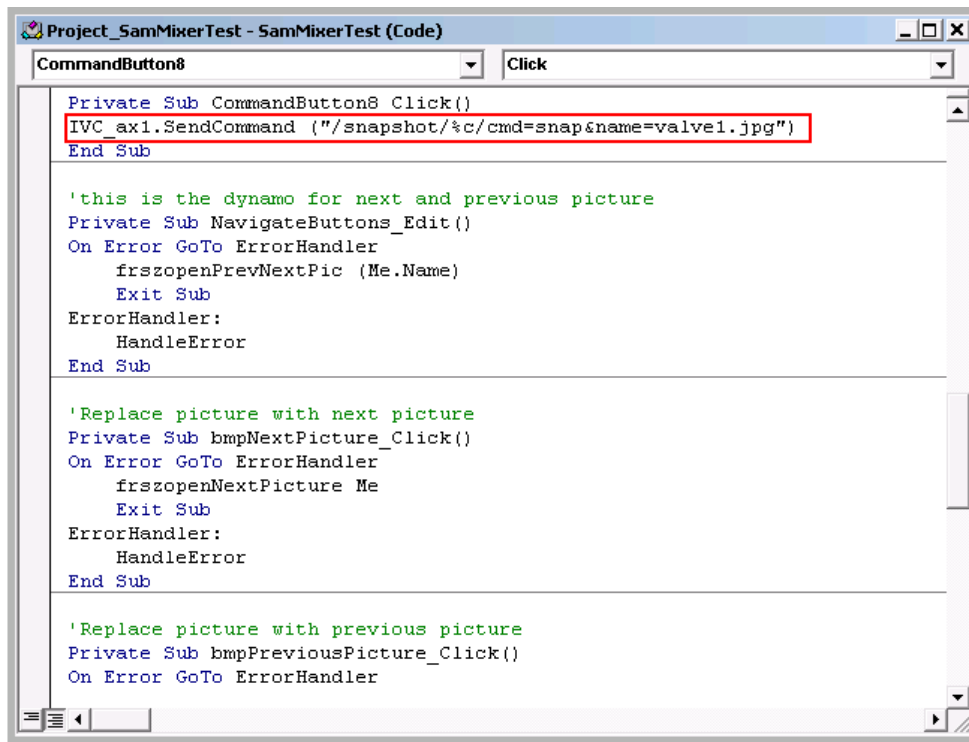 Project_SamMixerTest - SamMixerTest (Code)
CommandButton8 Click
Private Sub CommandButton8_Click()
IVC_ax1.SendCommand ("/snapshot/%c/cmd=snap&name=valve1.jpg")
End Sub
'this is the dynamo for next and previous picture
Private Sub NavigateButtons_Edit()
On Error GoTo ErrorHandler
    frszopenPrevNextPic (Me.Name)
    Exit Sub
ErrorHandler:
    HandleError
End Sub
'Replace picture with next picture
Private Sub bmpNextPicture_Click()
On Error GoTo ErrorHandler
    frszopenNextPicture Me
    Exit Sub
ErrorHandler:
    HandleError
End Sub
'Replace picture with previous picture
Private Sub bmpPreviousPicture_Click()
On Error GoTo ErrorHandler